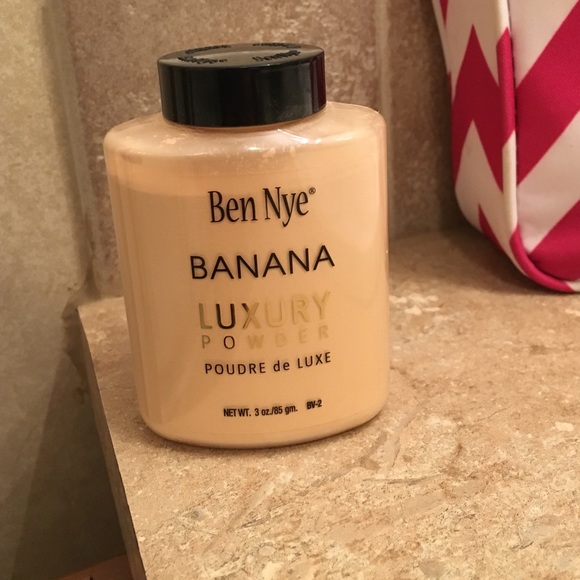 Ben Nye®
BANANA
LUXURY
POWDER
POUDRE de LUXE
NET WT. 3 oz./85 gm. BV-2